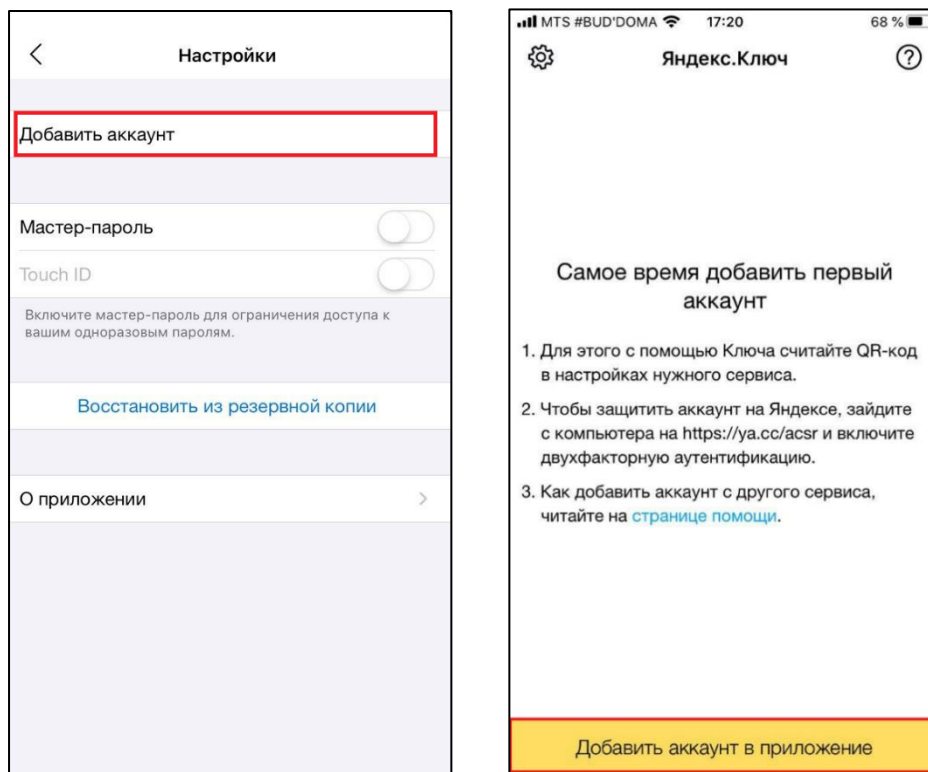 Настройки
Добавить аккаунт
Мастер-пароль
Touch ID
Включите мастер-пароль для ограничения доступа к
вашим одноразовым паролям.
Восстановить из резервной копии
О приложении
MTS #BUD'DOMA 17:20 68 %
Яндекс.Ключ
Самое время добавить первый
аккаунт
1. Для этого с помощью Ключа считайте QR-код
в настройках нужного сервиса.
2. Чтобы защитить аккаунт на Яндексе, зайдите
с компьютера на https://ya.cc/acsr и включите
двухфакторную аутентификацию.
3. Как добавить аккаунт с другого сервиса,
читайте на странице помощи.
Добавить аккаунт в приложение